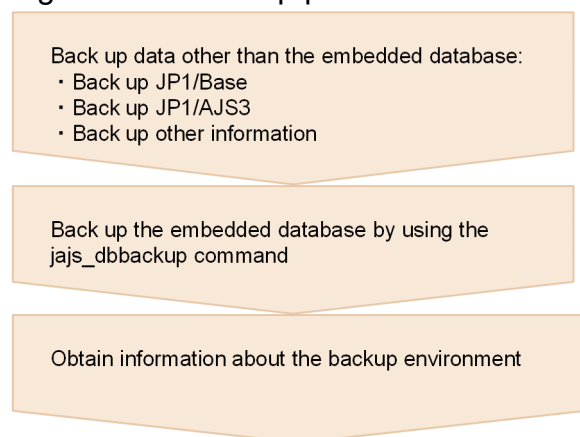 Back up data other than the embedded database:
・Back up JP1/Base
・Back up JP1/AJS3
・Back up other information
Back up the embedded database by using the
jajs_dbbackup command
Obtain information about the backup environment